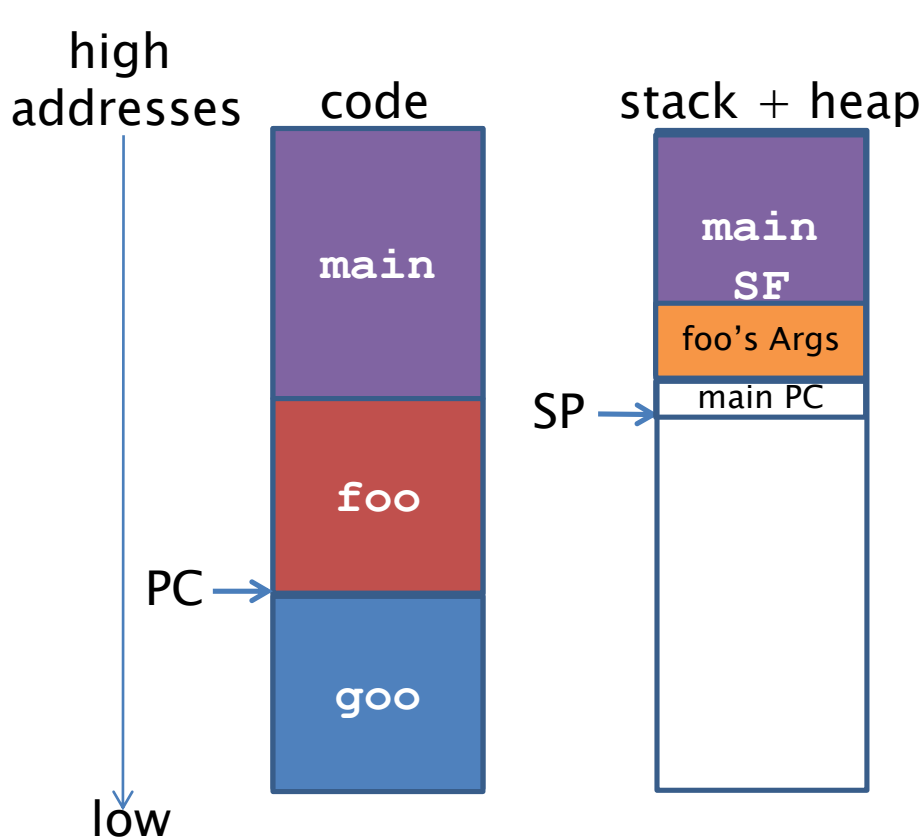 high
addresses
code
stack + heap
main
main
SF
foo's Args
main PC
SP
foo
PC
goo
low